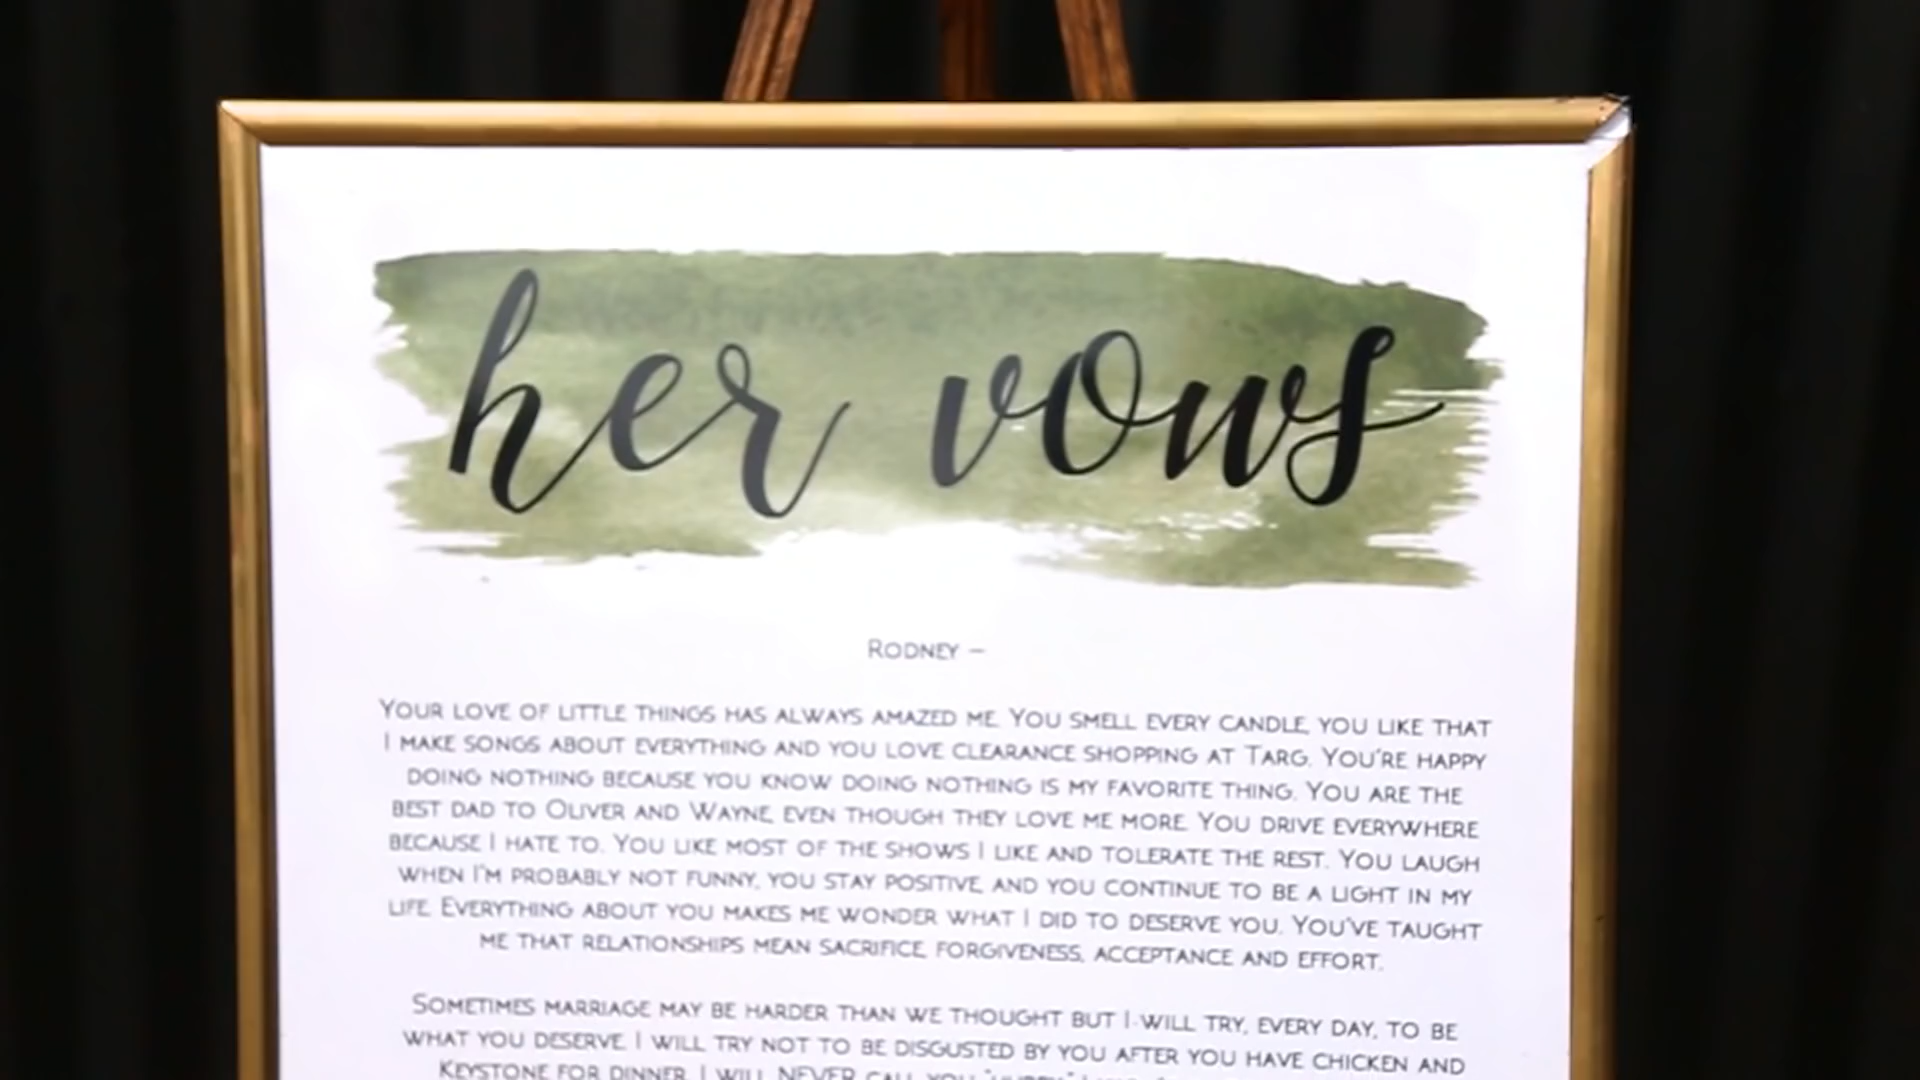 her vows
RODNEY –
YOUR LOVE OF LITTLE THINGS HAS ALWAYS AMAZED ME. YOU SMELL EVERY CANDLE, YOU LIKE THAT
I MAKE SONGS ABOUT EVERYTHING AND YOU LOVE CLEARANCE SHOPPING AT TARG. YOU'RE HAPPY
DOING NOTHING BECAUSE YOU KNOW DOING NOTHING IS MY FAVORITE THING. YOU ARE THE
BEST DAD TO OLIVER AND WAYNE, EVEN THOUGH THEY LOVE ME MORE. YOU DRIVE EVERYWHERE
BECAUSE I HATE TO. YOU LIKE MOST OF THE SHOWS I LIKE AND TOLERATE THE REST. YOU LAUGH
WHEN I'M PROBABLY NOT FUNNY, YOU STAY POSITIVE, AND YOU CONTINUE TO BE A LIGHT IN MY
LIFE. EVERYTHING ABOUT YOU MAKES ME WONDER WHAT I DID TO DESERVE YOU. YOU'VE TAUGHT
ME THAT RELATIONSHIPS MEAN SACRIFICE, FORGIVENESS, ACCEPTANCE AND EFFORT.
SOMETIMES MARRIAGE MAY BE HARDER THAN WE THOUGHT BUT I WILL TRY, EVERY DAY, TO BE
WHAT YOU DESERVE. I WILL TRY NOT TO BE DISGUSTED BY YOU AFTER YOU HAVE CHICKEN AND
KEYSTONE FOR DINNER. I WILL NEVER CALL YOU